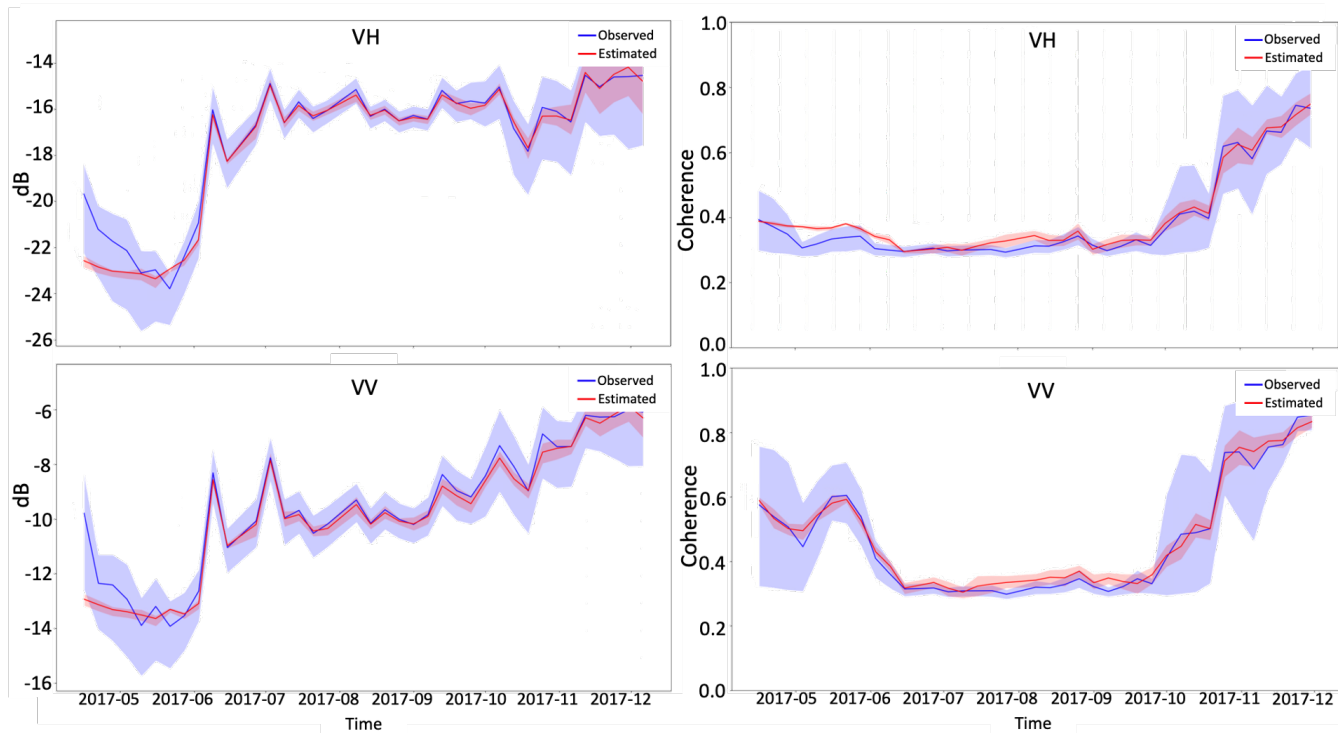 VH
Observed
Estimated
-14
-16
-18
-20
-22
-24
-26
dB
VH
Observed
Estimated
1.0
0.8
0.6
0.4
0.2
0.0
Coherence
VV
Observed
Estimated
-6
-8
-10
-12
-14
-16
dB
2017-05 2017-06 2017-07 2017-08 2017-09 2017-10 2017-11 2017-12
Time
VV
Observed
Estimated
1.0
0.8
0.6
0.4
0.2
0.0
Coherence
2017-05 2017-06 2017-07 2017-08 2017-09 2017-10 2017-11 2017-12
Time